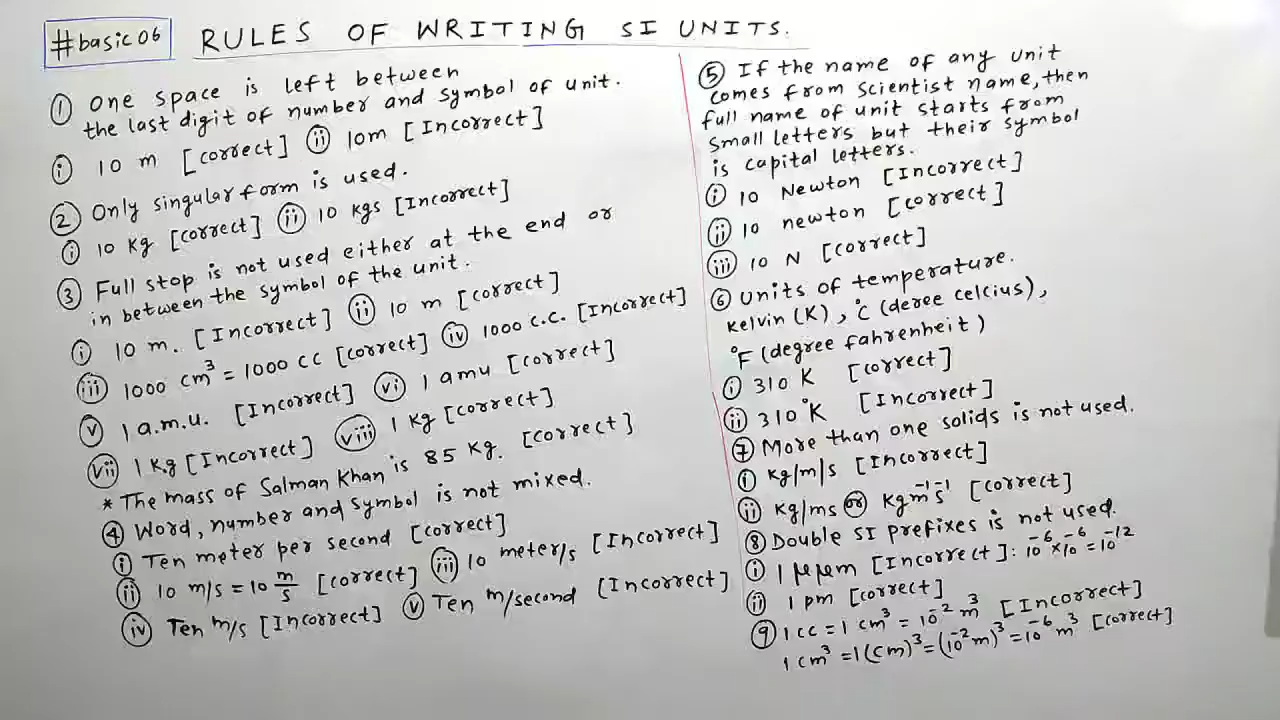 #basic06
RULES OF WRITING SI UNITS.
① One space is left between
the last digit of number and symbol of unit.
ⓘ 10 m [correct] ⓘⓘ 10m [Incorrect]
② Only singular form is used.
ⓘ 10 kg [correct] ⓘⓘ 10 kgs [Incorrect]
③ Full stop is not used either at the end or
in between the symbol of the unit.
ⓘ 10 m. [Incorrect] ⓘⓘ 10 m [correct]
(iii) 1000 cm³ = 1000 cc [correct] (iv) 1000 c.c. [Incorrect]
(v) 1 a.m.u. [Incorrect] (vi) 1 amu [correct]
(vii) 1 k.g [Incorrect] (viii) 1 kg [correct]
* The mass of Salman Khan is 85 kg. [correct]
④ Word, number and symbol is not mixed.
(i) Ten meter per second [correct]
(ii) 10 m/s = 10 m/s [correct] (iii) 10 meter/s [Incorrect]
(iv) Ten m/s [Incorrect] (v) Ten m/second [Incorrect]
⑤ If the name of any unit
comes from scientist name, then
full name of unit starts from
small letters but their symbol
is capital letters.
(i) 10 Newton [Incorrect]
(ii) 10 newton [correct]
(iii) 10 N [correct]
⑥ Units of temperature.
Kelvin (K), °C (deree celcius),
°F (degree fahrenheit)
(i) 310 K [correct]
(ii) 310 °K [Incorrect]
⑦ More than one solids is not used.
(i) kg/m/s [Incorrect]
(ii) kg/ms or kgm⁻¹s⁻¹ [correct]
⑧ Double SI prefixes is not used.
(i) 1 μμm [Incorrect]: 10⁻⁶×10⁻⁶=10⁻¹²
(ii) 1 pm [correct]
⑨ 1 cc = 1 cm³ = 10⁻² m³ [Incorrect]
1 cm³ = 1(cm)³ = (10⁻²m)³ = 10⁻⁶ m³ [correct]